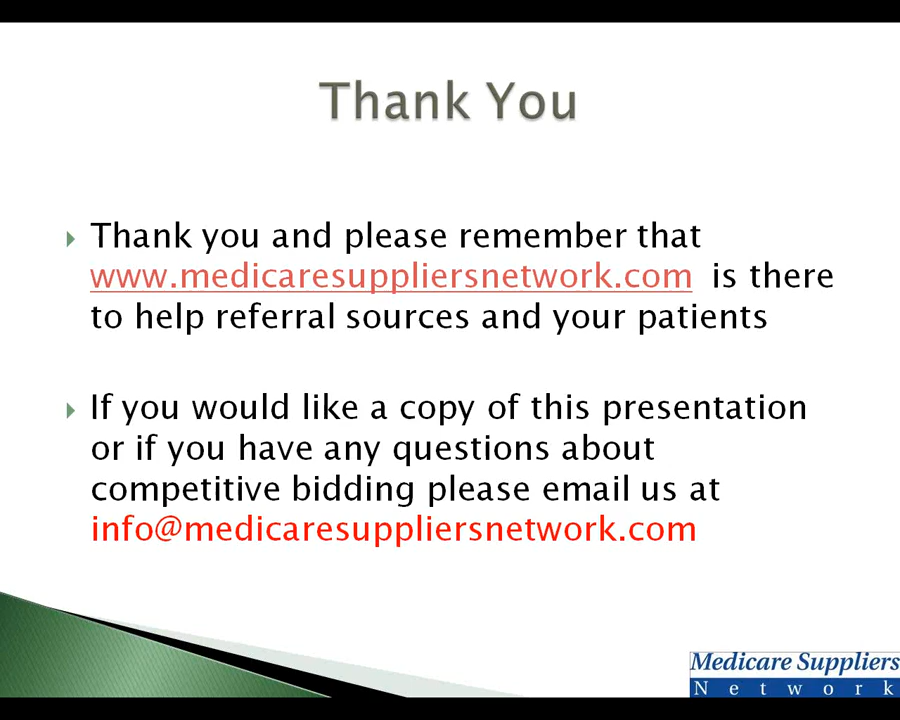 Thank You
Thank you and please remember that
www.medicaresuppliersnetwork.com is there
to help referral sources and your patients
If you would like a copy of this presentation
or if you have any questions about
competitive bidding please email us at
info@medicaresuppliersnetwork.com
Medicare Suppliers
Network